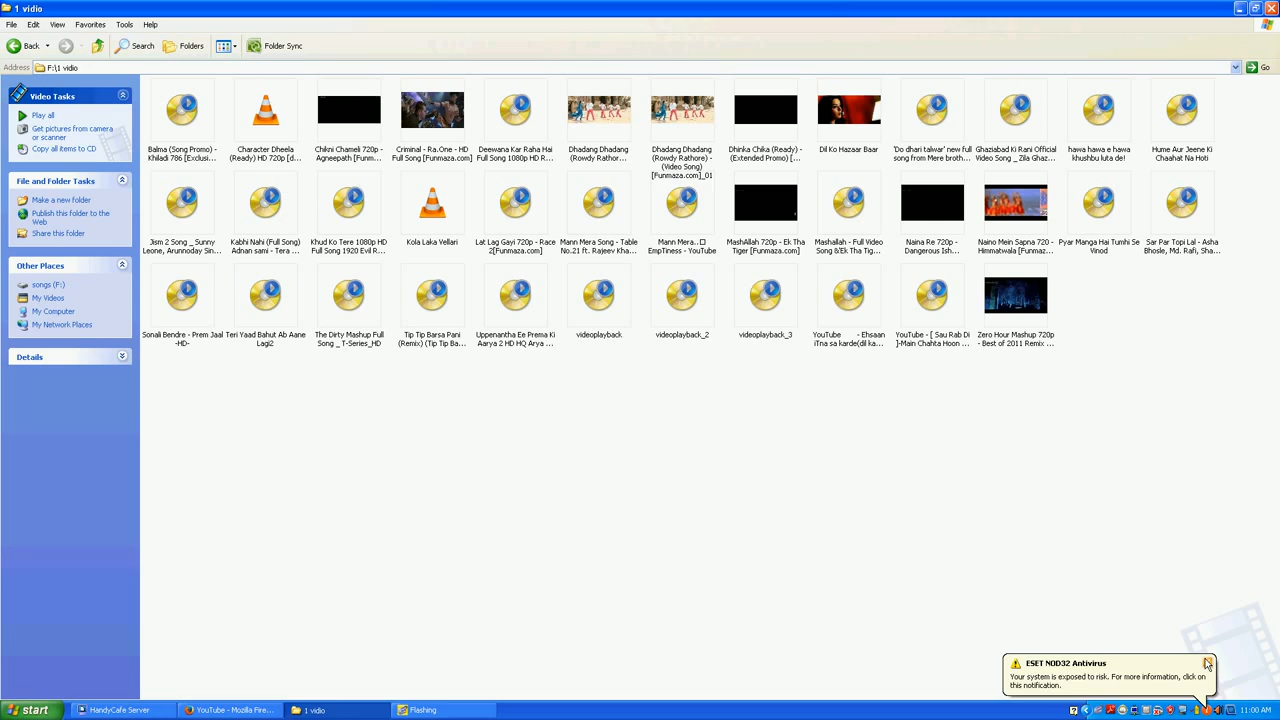 1 vidio
File Edit View Favorites Tools Help
Back Search Folders Folder Sync
Address F:\1 vidio Go
Video Tasks
Play all
Get pictures from camera
or scanner
Copy all items to CD
File and Folder Tasks
Make a new folder
Publish this folder to the
Web
Share this folder
Other Places
songs (F:)
My Videos
My Computer
My Network Places
Details
Balma (Song Promo) -
Khiladi 786 [Exclusi...
Character Dheela
(Ready) HD 720p [d...
Chikni Chameli 720p -
Agneepath [Funm...
Criminal - Ra.One - HD
Full Song [Funmaza.com]
Deewana Kar Raha Hai
Full Song 1080p HD R...
Dhadang Dhadang
(Rowdy Rathor...
Dhadang Dhadang
(Rowdy Rathore) -
(Video Song)
[Funmaza.com]_01
Dhinka Chika (Ready) -
(Extended Promo) [...
Dil Ko Hazaar Baar
'Do dhari talwar' new full
song from Mere broth...
Ghaziabad Ki Rani Official
Video Song _ Zila Ghaz...
hawa hawa e hawa
khushbu luta de!
Hume Aur Jeene Ki
Chaahat Na Hoti
Jism 2 Song _ Sunny
Leone, Arunnoday Sin...
Kabhi Nahi (Full Song)
Adnan sami - Tera ...
Khud Ko Tere 1080p HD
Full Song 1920 Evil R...
Kola Laka Vellari
Lat Lag Gayi 720p - Race
2[Funmaza.com]
Mann Mera Song - Table
No.21 ft. Rajeev Kha...
Mann Mera..□
EmpTiness - YouTube
MashAllah 720p - Ek Tha
Tiger [Funmaza.com]
Mashallah - Full Video
Song &Ek Tha Tig...
Naina Re 720p -
Dangerous Ish...
Naino Mein Sapna 720 -
Himmatwala [Funmaz...
Pyar Manga Hai Tumhi Se
Vinod
Sar Par Topi Lal - Asha
Bhosle, Md. Rafi, Sha...
Sonali Bendre - Prem Jaal
-HD-
Teri Yaad Bahut Ab Aane
Lagi2
The Dirty Mashup Full
Song _ T-Series_HD
Tip Tip Barsa Pani
(Remix) (Tip Tip Ba...
Uppenantha Ee Prema Ki
Aarya 2 HD HQ Arya ...
videoplayback
videoplayback_2
videoplayback_3
YouTube - Ehsaan
iTna sa karde(dil ka...
YouTube - [ Sau Rab Di
]-Main Chahta Hoon ...
Zero Hour Mashup 720p
- Best of 2011 Remix ...
ESET NOD32 Antivirus
Your system is exposed to risk. For more information, click on
this notification.
start HandyCafe Server YouTube - Mozilla Fire... 1 vidio Flashing 11:00 AM